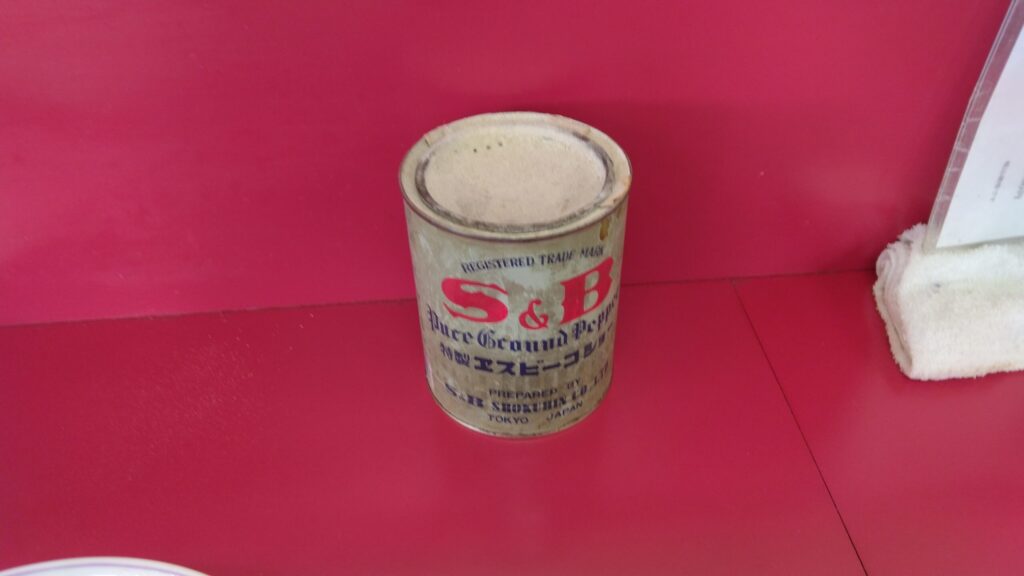 REGISTERED TRADE MARK
S&B
Pure Ground Pepper
特製エスビーコショー
PREPARED BY
S&B SHOKUHIN CO., LTD.
TOKYO JAPAN